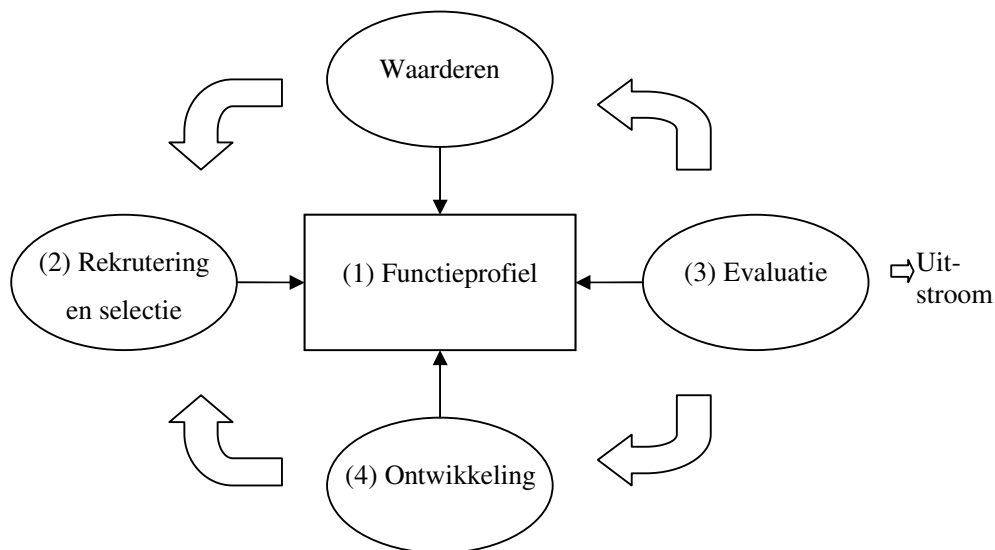 Waarderen
(2) Rekrutering
en selectie
(1) Functieprofiel
(3) Evaluatie
Uit-
stroom
(4) Ontwikkeling